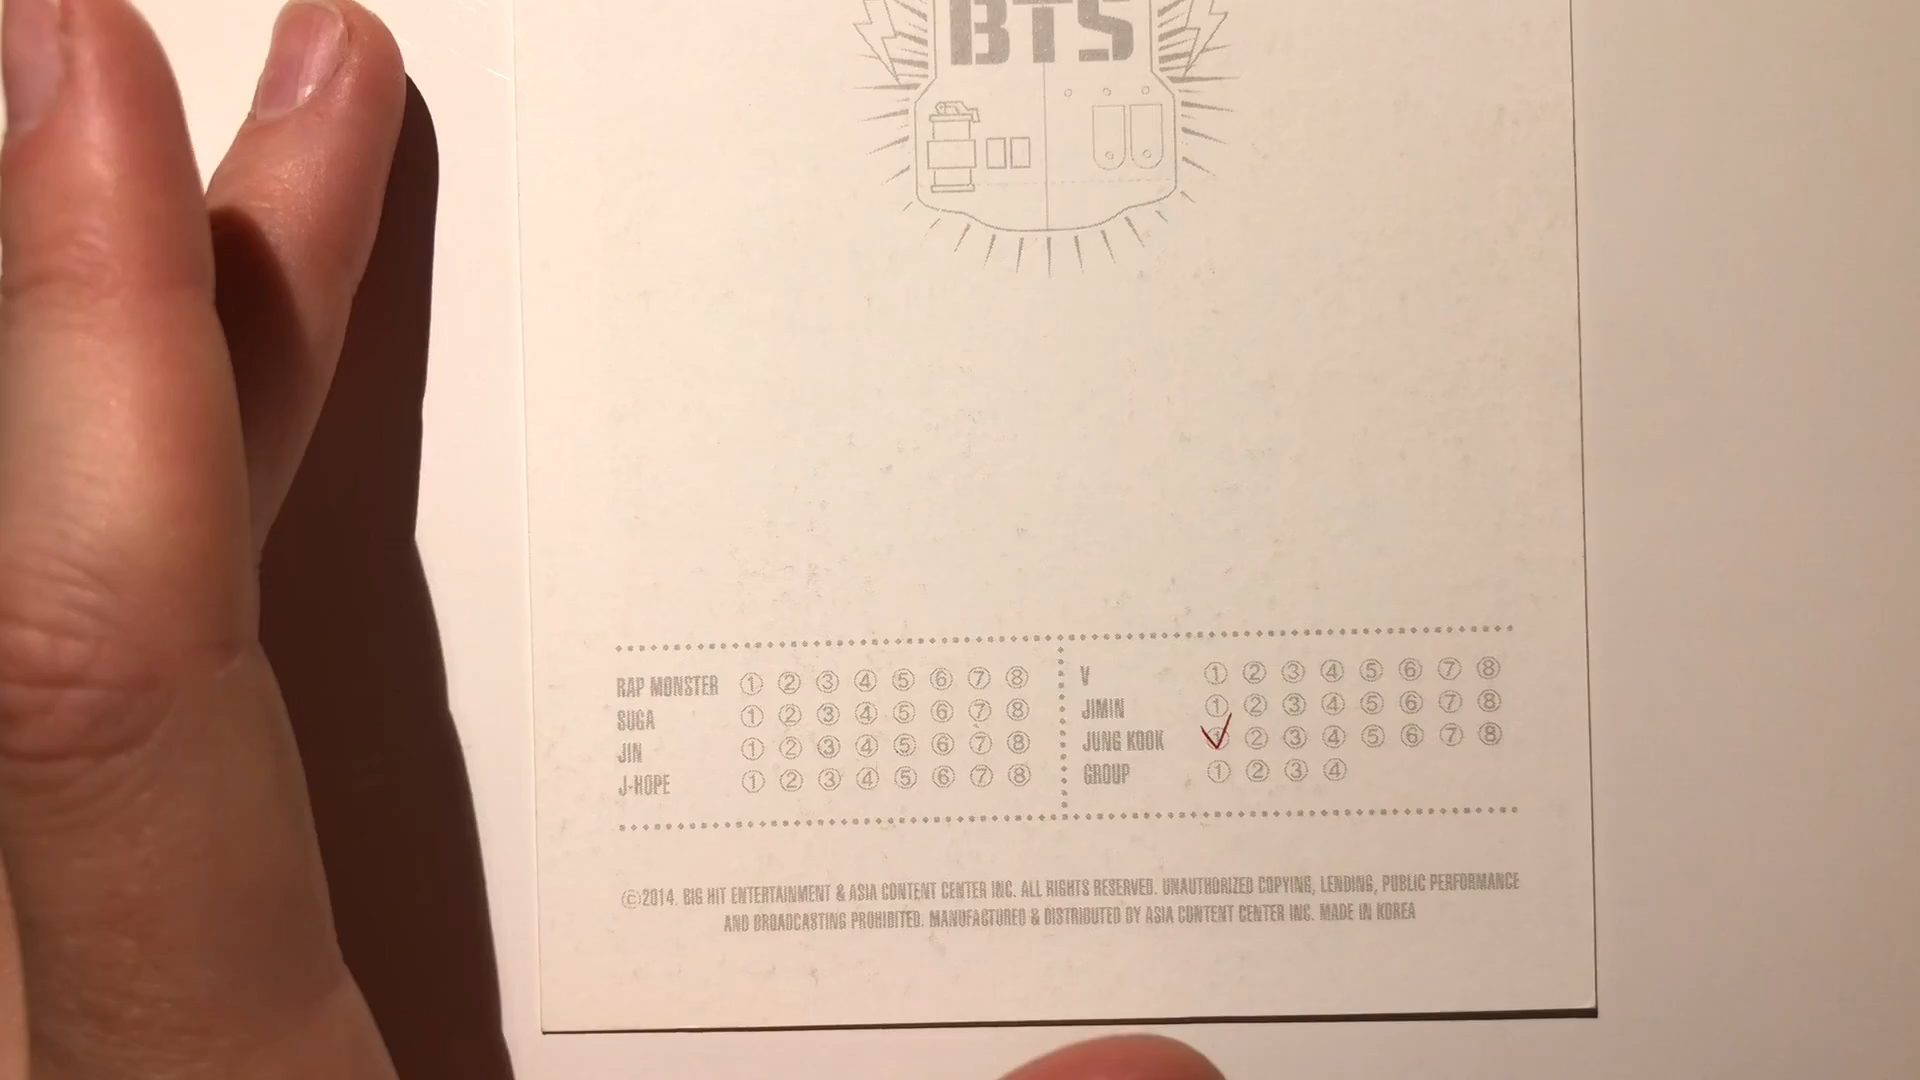 BTS
RAP MONSTER ① ② ③ ④ ⑤ ⑥ ⑦ ⑧
SUGA ① ② ③ ④ ⑤ ⑥ ⑦ ⑧
JIN ① ② ③ ④ ⑤ ⑥ ⑦ ⑧
J-HOPE ① ② ③ ④ ⑤ ⑥ ⑦ ⑧
V ① ② ③ ④ ⑤ ⑥ ⑦ ⑧
JIMIN ① ② ③ ④ ⑤ ⑥ ⑦ ⑧
JUNG KOOK ① ② ③ ④ ⑤ ⑥ ⑦ ⑧
GROUP ① ② ③ ④
©2014. BIG HIT ENTERTAINMENT & ASIA CONTENT CENTER INC. ALL RIGHTS RESERVED. UNAUTHORIZED COPYING, LENDING, PUBLIC PERFORMANCE
AND BROADCASTING PROHIBITED. MANUFACTURED & DISTRIBUTED BY ASIA CONTENT CENTER INC. MADE IN KOREA